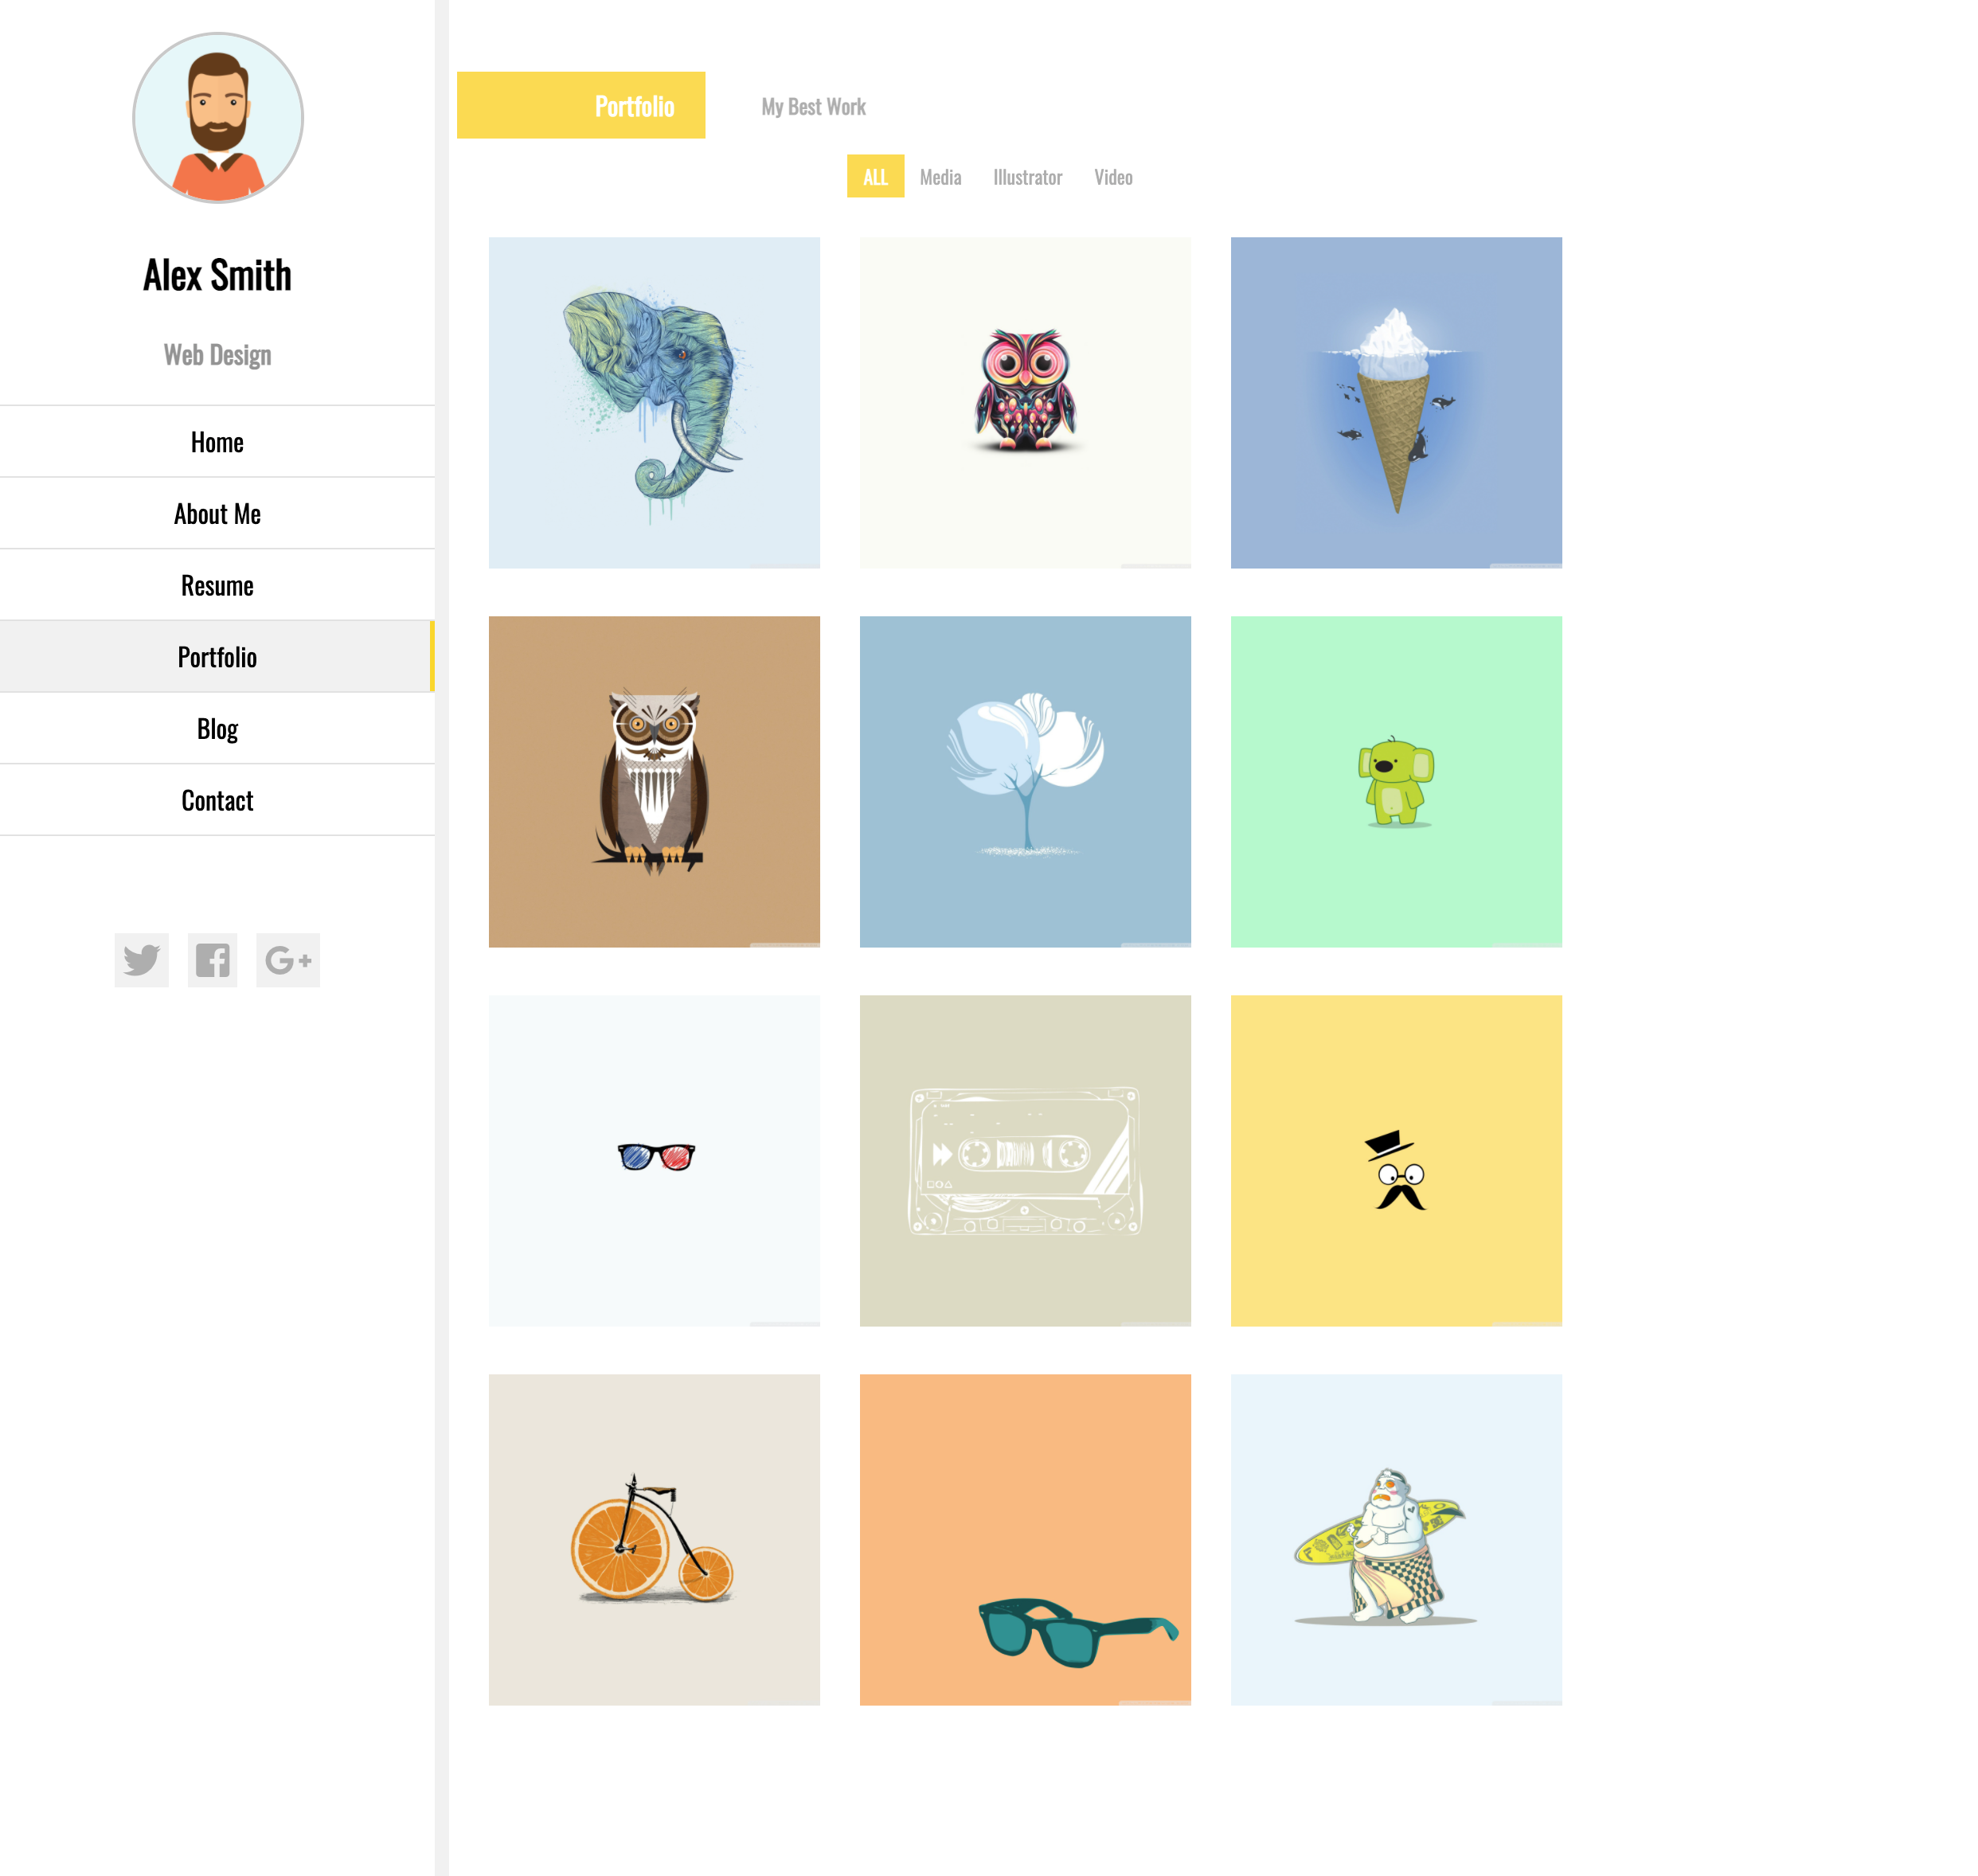 Alex Smith
Web Design
Home
About Me
Resume
Portfolio
Blog
Contact
Portfolio
My Best Work
ALL Media Illustrator Video